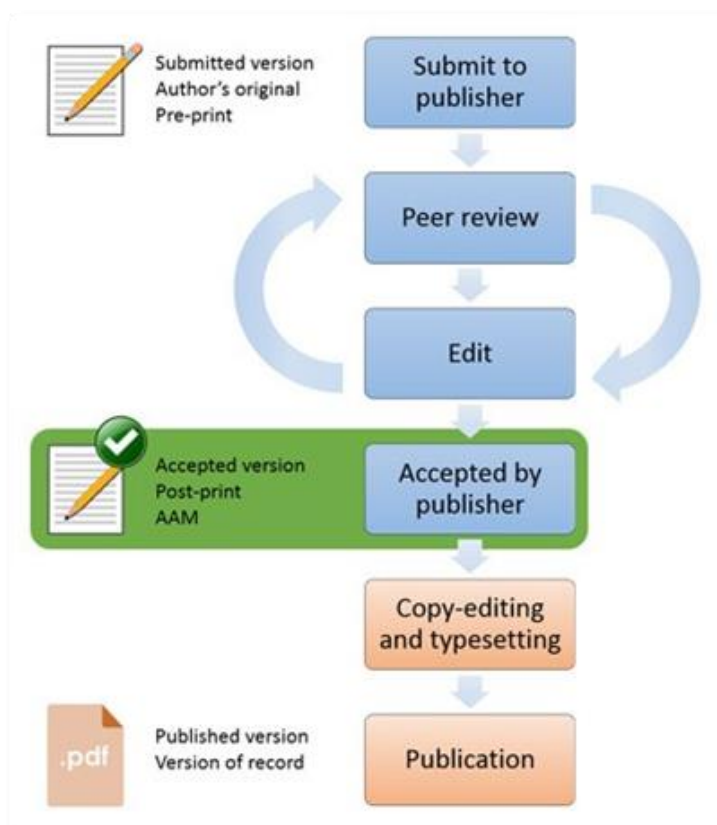 Submitted version
Author's original
Pre-print
Submit to
publisher
Peer review
Edit
Accepted version
Post-print
AAM
Accepted by
publisher
Copy-editing
and typesetting
.pdf
Published version
Version of record
Publication